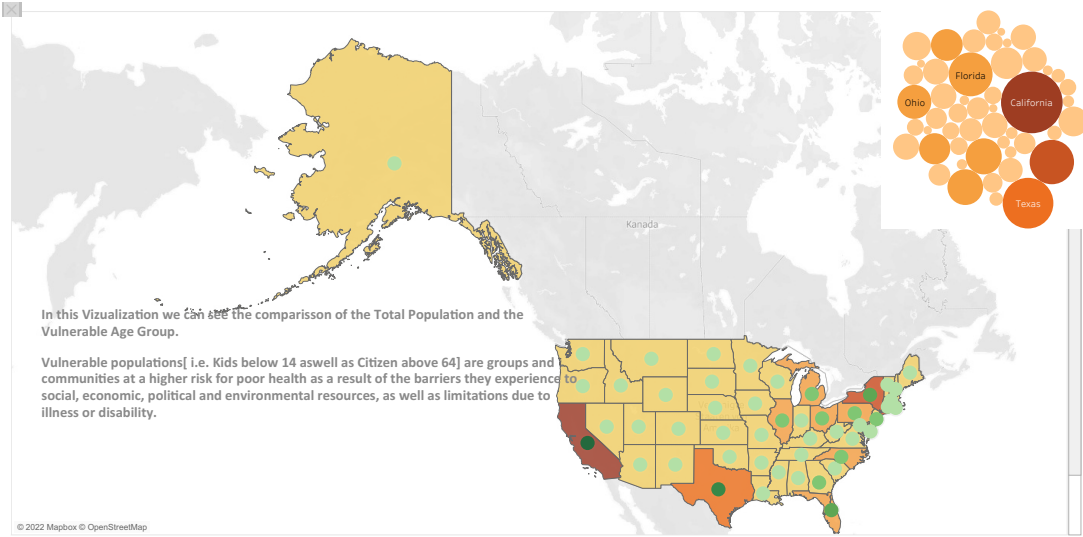 Florida
Ohio
California
Texas
Kanada
In this Vizualization we can see the comparisson of the Total Population and the
Vulnerable Age Group.
Vulnerable populations[ i.e. Kids below 14 aswell as Citizen above 64] are groups and
communities at a higher risk for poor health as a result of the barriers they experience to
social, economic, political and environmental resources, as well as limitations due to
illness or disability.
© 2022 Mapbox © OpenStreetMap